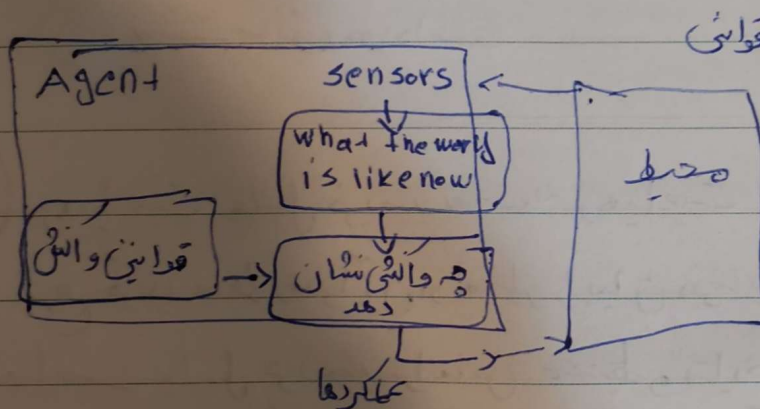 قوانین
Agent
sensors
what the world
is like now
محیط
قوانین واکنش
چه واکنشی نشان
دهد
عملکردها